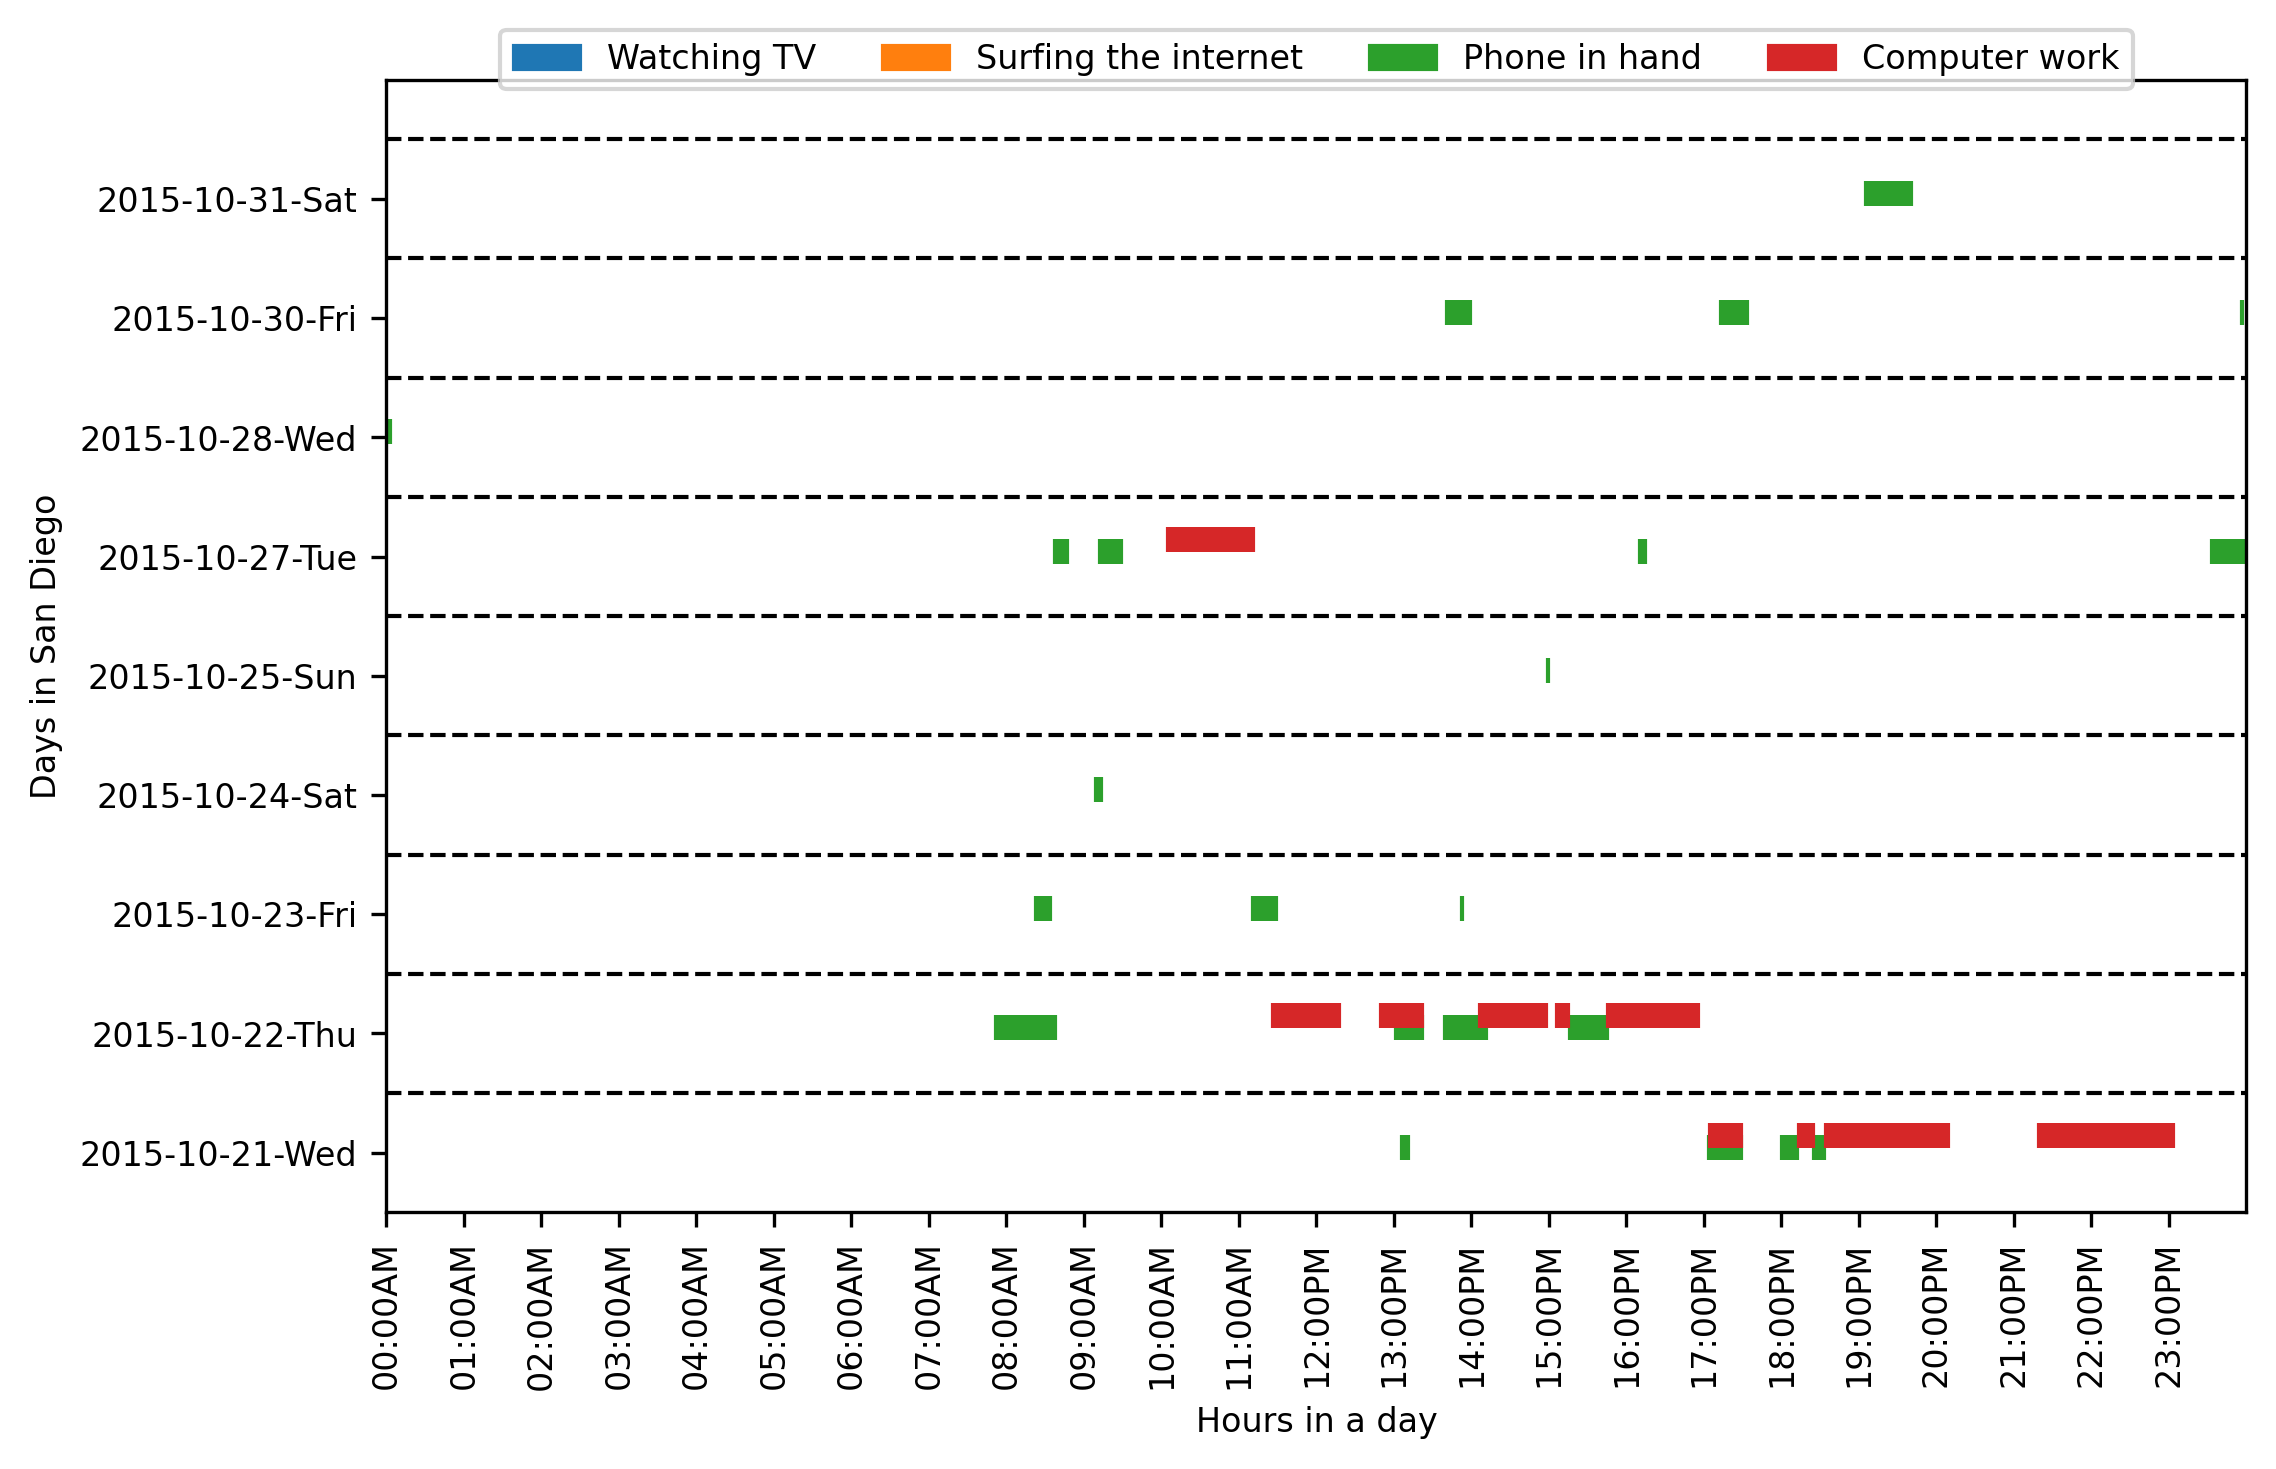 Watching TV Surfing the internet Phone in hand Computer work
Days in San Diego
2015-10-31-Sat
2015-10-30-Fri
2015-10-28-Wed
2015-10-27-Tue
2015-10-25-Sun
2015-10-24-Sat
2015-10-23-Fri
2015-10-22-Thu
2015-10-21-Wed
00:00AM
01:00AM
02:00AM
03:00AM
04:00AM
05:00AM
06:00AM
07:00AM
08:00AM
09:00AM
10:00AM
11:00AM
12:00PM
13:00PM
14:00PM
15:00PM
16:00PM
17:00PM
18:00PM
19:00PM
20:00PM
21:00PM
22:00PM
23:00PM
Hours in a day